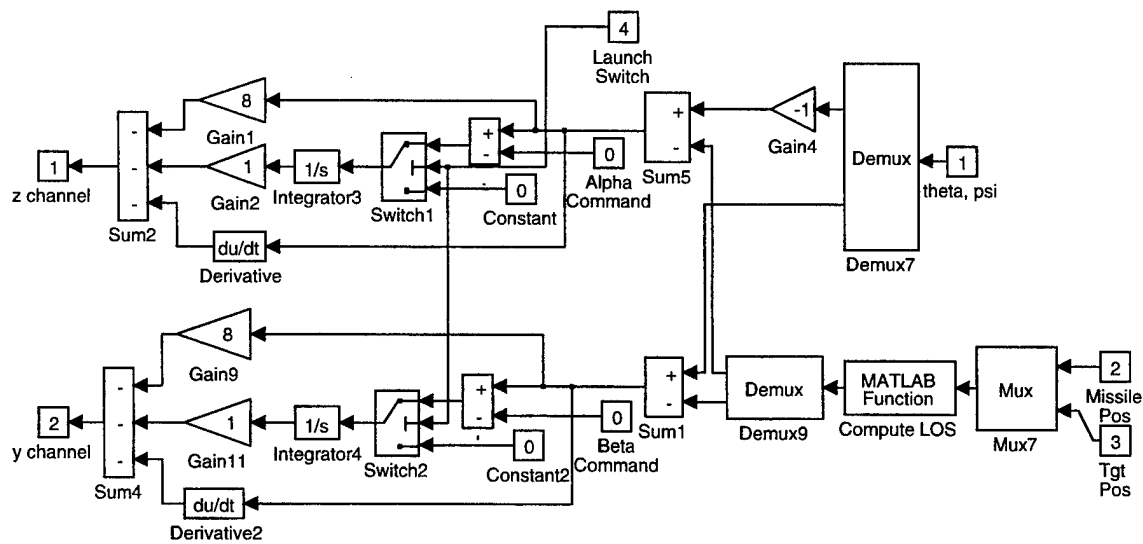 4
Launch
Switch
8
Gain1
-1
Gain4
Demux
Demux7
1
theta, psi
+
-
Sum5
+
-
0
Alpha
Command
0
Constant
Switch1
1/s
Integrator3
1
Gain2
-
-
-
Sum2
1
z channel
du/dt
Derivative
8
Gain9
+
-
Sum1
Demux
Demux9
MATLAB
Function
Compute LOS
Mux
Mux7
2
Missile
Pos
3
Tgt
Pos
+
-
0
Beta
Command
0
Constant2
Switch2
1/s
Integrator4
1
Gain11
-
-
-
Sum4
2
y channel
du/dt
Derivative2